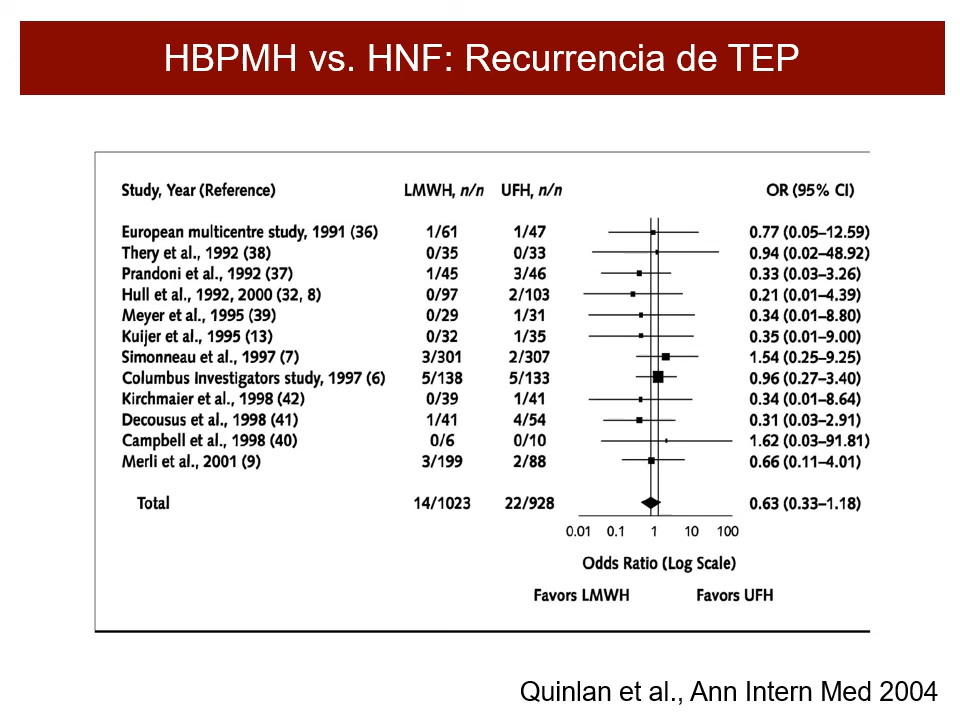 HBPMH vs. HNF: Recurrencia de TEP
Study, Year (Reference) LMWH, n/n UFH, n/n OR (95% CI)
European multicentre study, 1991 (36) 1/61 1/47 0.77 (0.05–12.59)
Thery et al., 1992 (38) 0/35 0/33 0.94 (0.02–48.92)
Prandoni et al., 1992 (37) 1/45 3/46 0.33 (0.03–3.26)
Hull et al., 1992, 2000 (32, 8) 0/97 2/103 0.21 (0.01–4.39)
Meyer et al., 1995 (39) 0/29 1/31 0.34 (0.01–8.80)
Kuijer et al., 1995 (13) 0/32 1/35 0.35 (0.01–9.00)
Simonneau et al., 1997 (7) 3/301 2/307 1.54 (0.25–9.25)
Columbus Investigators study, 1997 (6) 5/138 5/133 0.96 (0.27–3.40)
Kirchmaier et al., 1998 (42) 0/39 1/41 0.34 (0.01–8.64)
Decousus et al., 1998 (41) 1/41 4/54 0.31 (0.03–2.91)
Campbell et al., 1998 (40) 0/6 0/10 1.62 (0.03–91.81)
Merli et al., 2001 (9) 3/199 2/88 0.66 (0.11–4.01)
Total 14/1023 22/928 0.63 (0.33–1.18)
0.01 0.1 1 10 100
Odds Ratio (Log Scale)
Favors LMWH Favors UFH
Quinlan et al., Ann Intern Med 2004